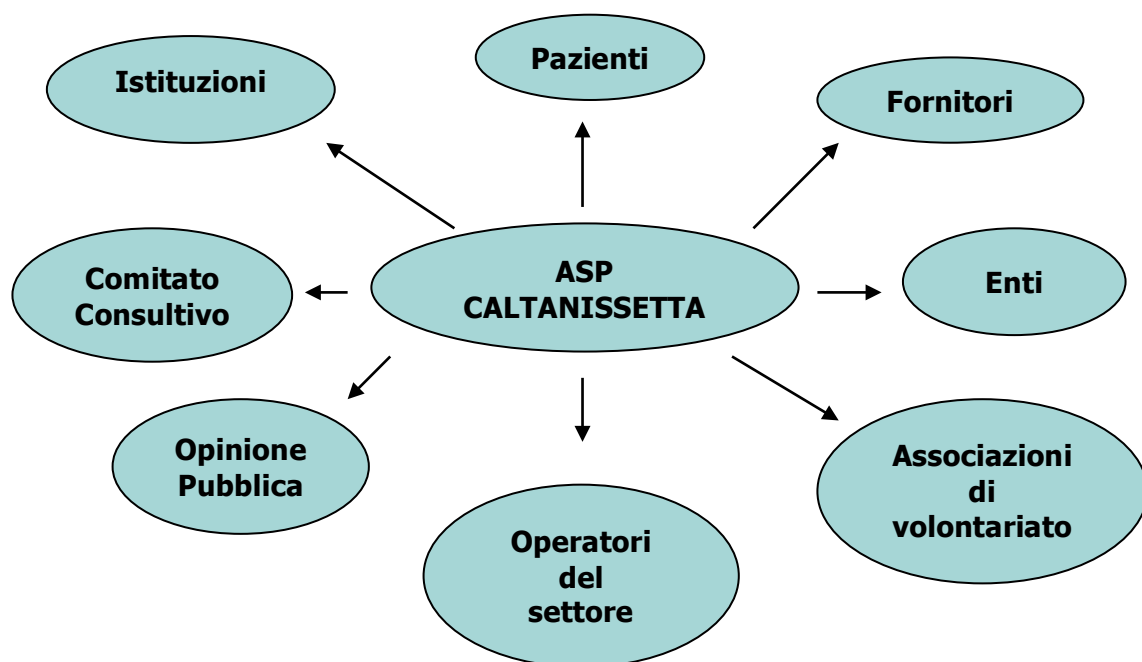 Pazienti
Istituzioni
Fornitori
ASP
CALTANISSETTA
Comitato
Consultivo
Enti
Opinione
Pubblica
Associazioni
di
volontariato
Operatori
del
settore